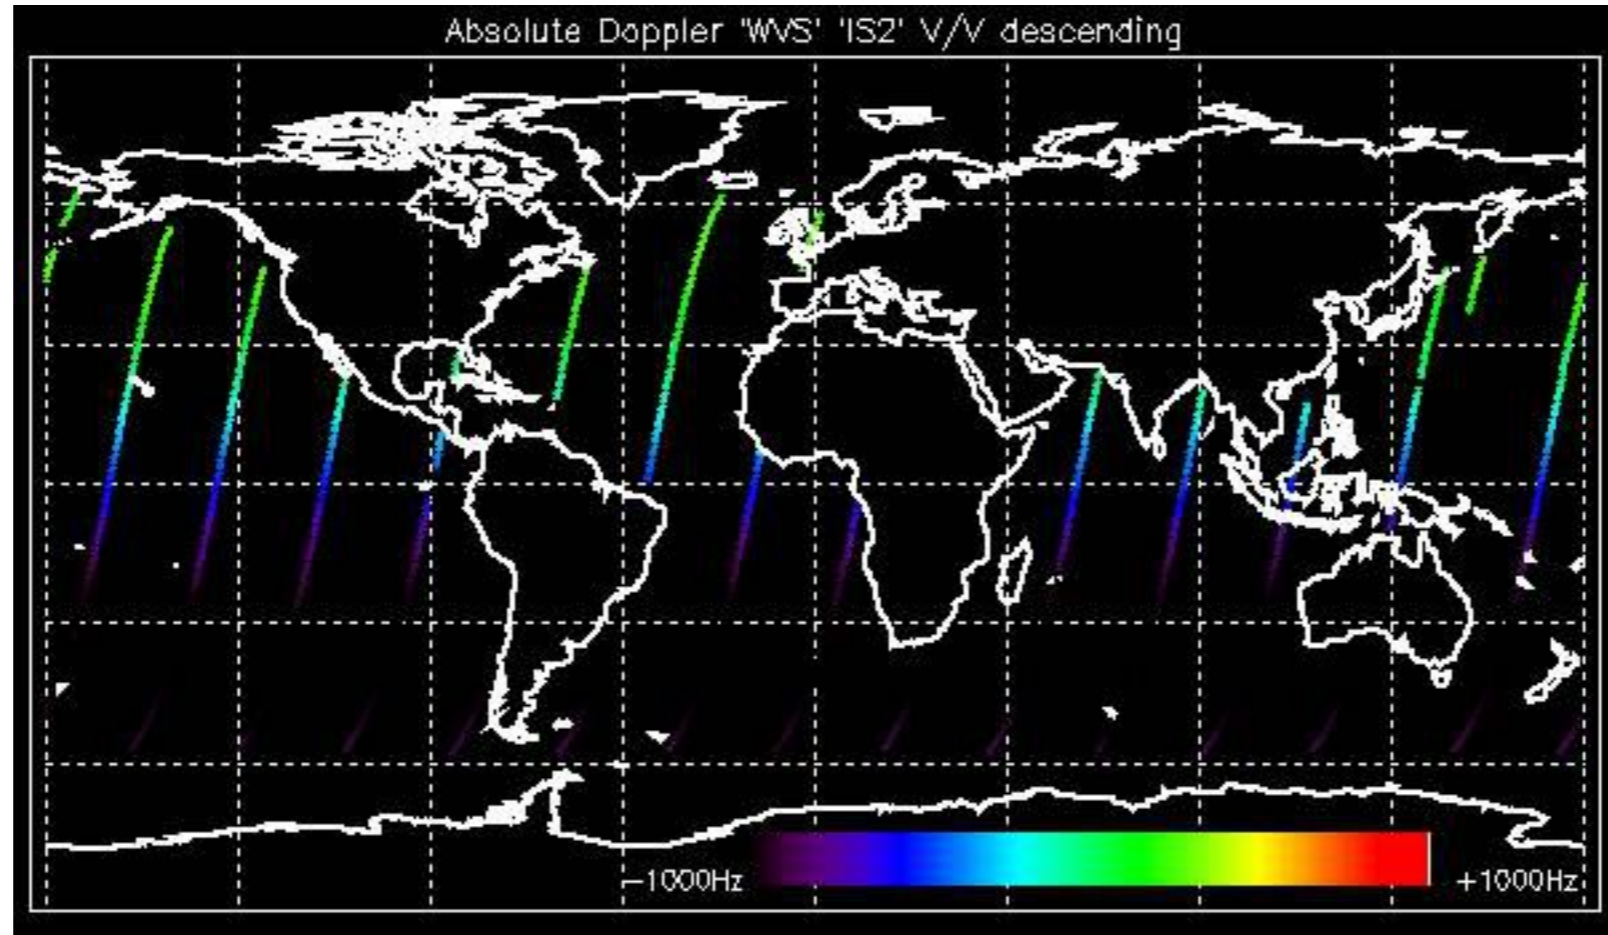 Absolute Doppler 'WVS' 'IS2' V/V descending
−1000Hz
+1000Hz